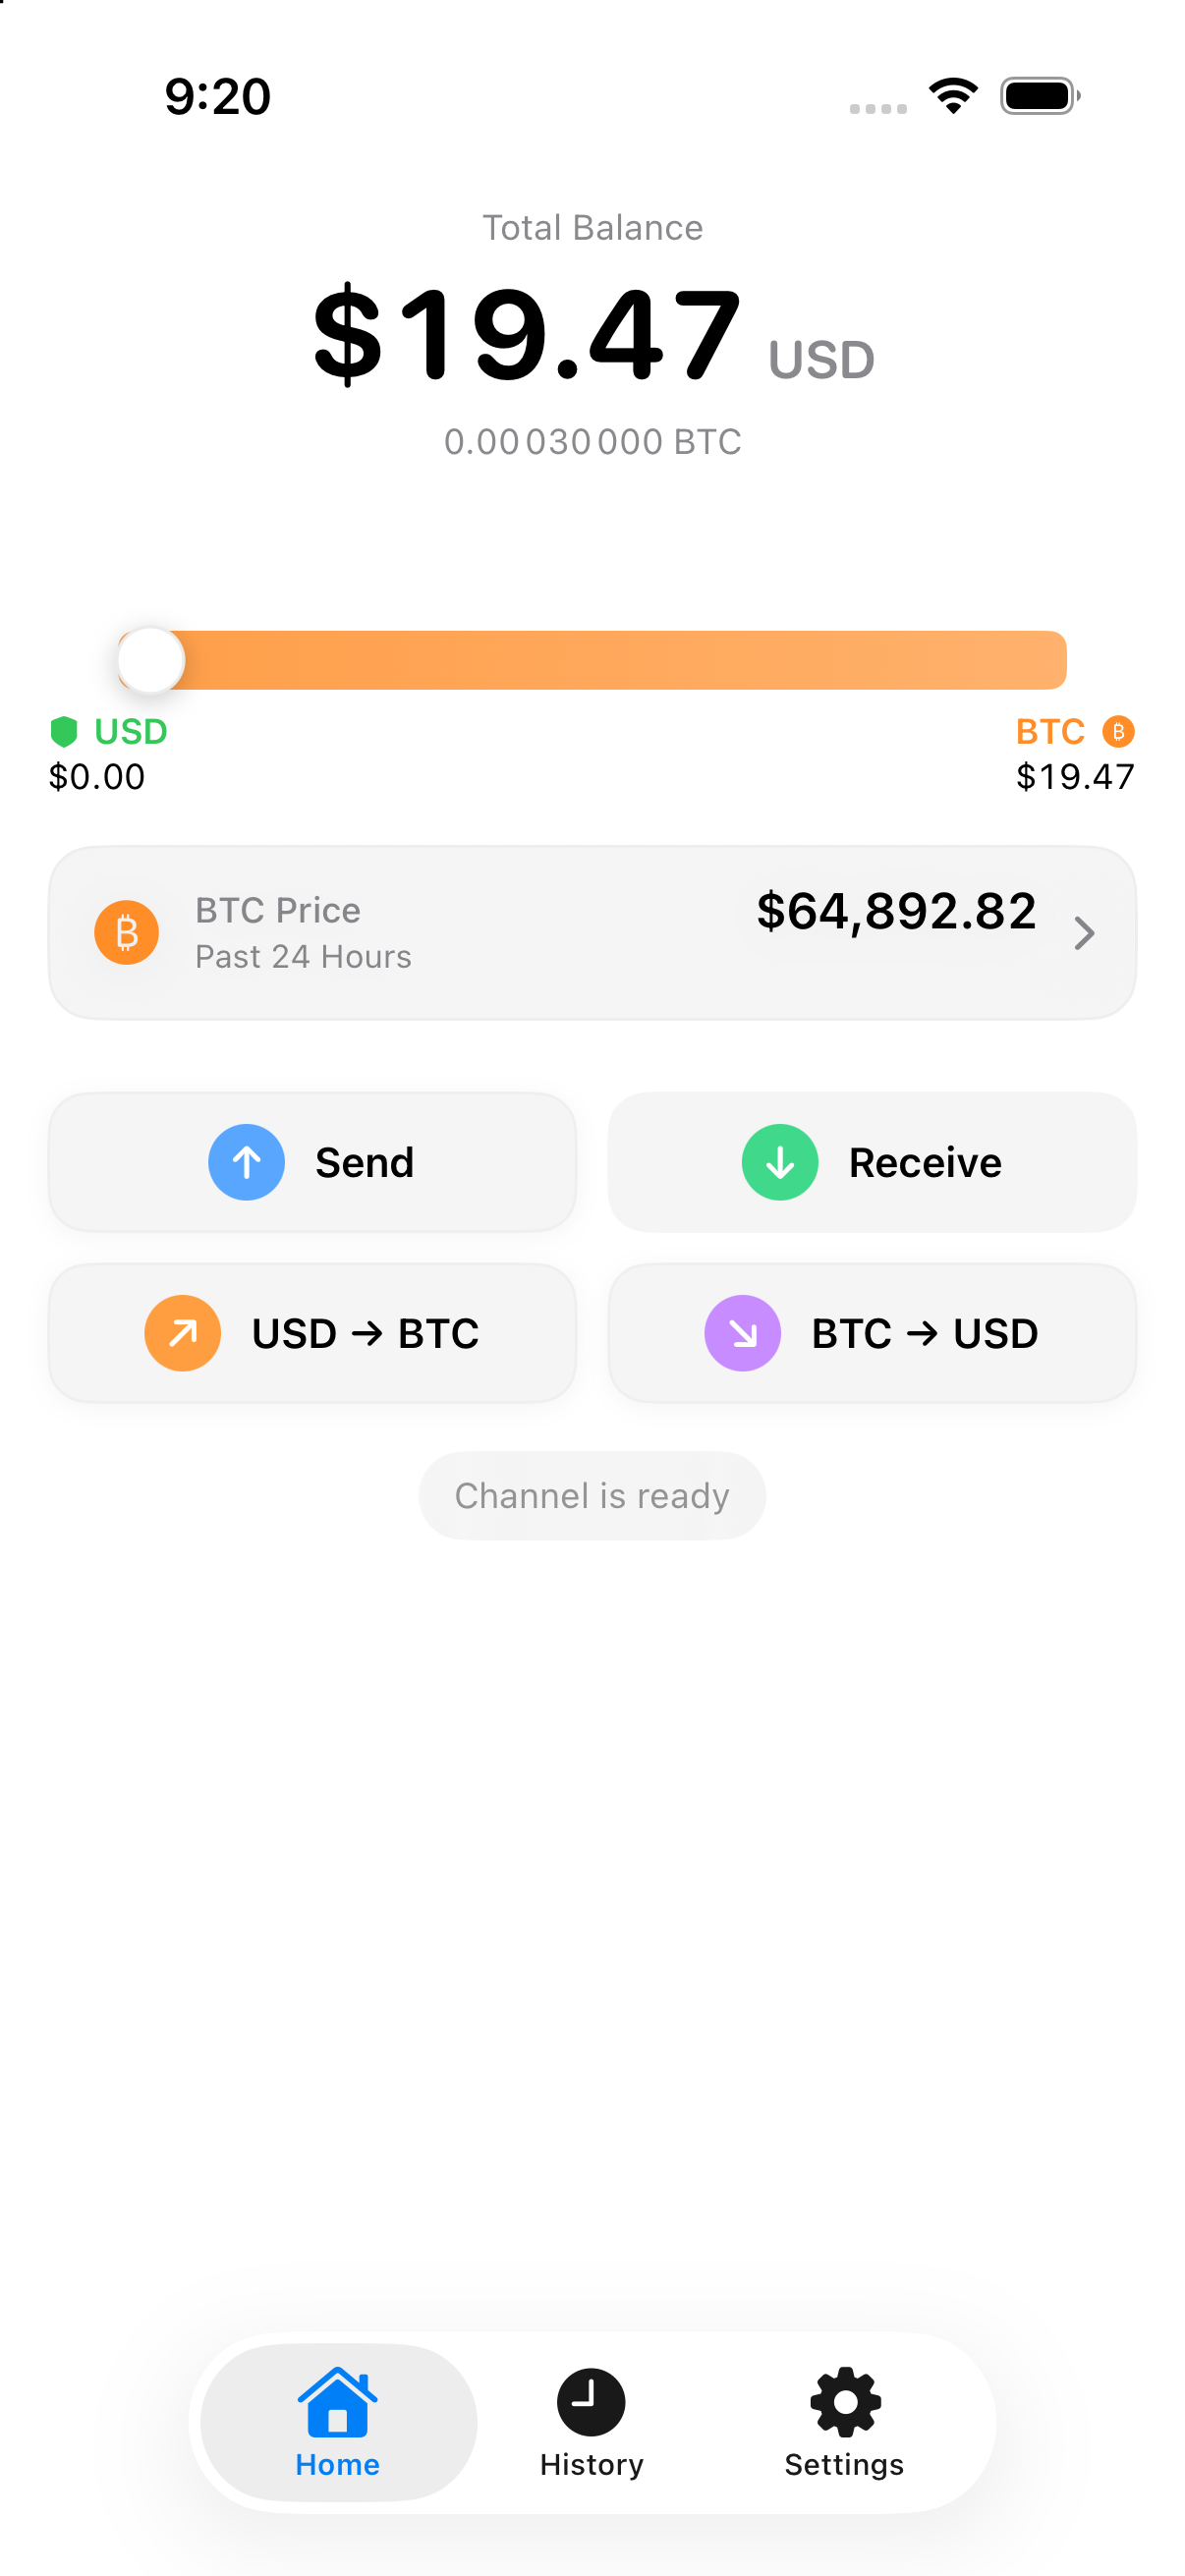 9:20
Total Balance
$19.47 USD
0.00030000 BTC
USD
$0.00
BTC
$19.47
BTC Price
Past 24 Hours
$64,892.82
Send
Receive
USD → BTC
BTC → USD
Channel is ready
Home
History
Settings